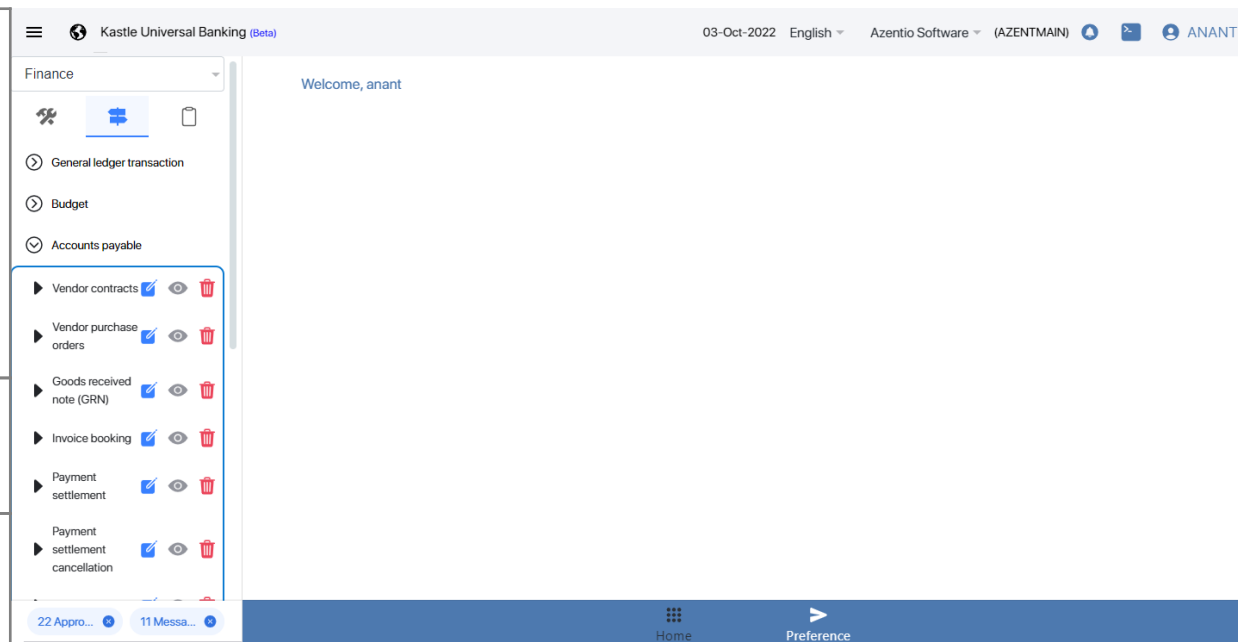 Kastle Universal Banking (Beta)
03-Oct-2022 English Azentio Software (AZENTMAIN) ANANT
Finance
Welcome, anant
General ledger transaction
Budget
Accounts payable
Vendor contracts
Vendor purchase
orders
Goods received
note (GRN)
Invoice booking
Payment
settlement
Payment
settlement
cancellation
22 Appro...
11 Messa...
Home
Preference